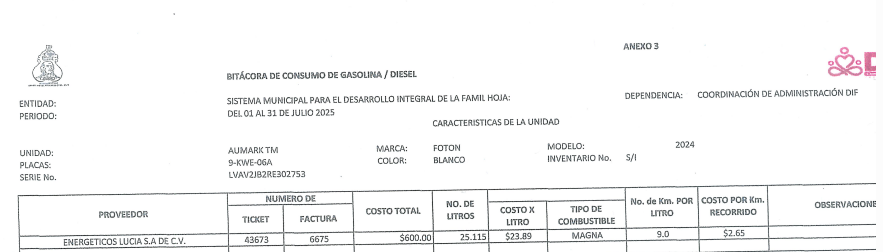 ANEXO 3
BITÁCORA DE CONSUMO DE GASOLINA / DIESEL
ENTIDAD: SISTEMA MUNICIPAL PARA EL DESARROLLO INTEGRAL DE LA FAMIL HOJA: DEPENDENCIA: COORDINACIÓN DE ADMINISTRACIÓN DIF
PERIODO: DEL 01 AL 31 DE JULIO 2025
CARACTERISTICAS DE LA UNIDAD
UNIDAD: AUMARK TM MARCA: FOTON MODELO: 2024
PLACAS: 9-KWE-06A COLOR: BLANCO INVENTARIO No. S/I
SERIE No. LVAV2JB2RE302753
PROVEEDOR NUMERO DE TICKET FACTURA COSTO TOTAL NO. DE LITROS COSTO X LITRO TIPO DE COMBUSTIBLE No. de Km. POR LITRO COSTO POR Km. RECORRIDO OBSERVACIONE
ENERGETICOS LUCIA S.A DE C.V. 43673 6675 $600.00 25.115 $23.89 MAGNA 9.0 $2.65